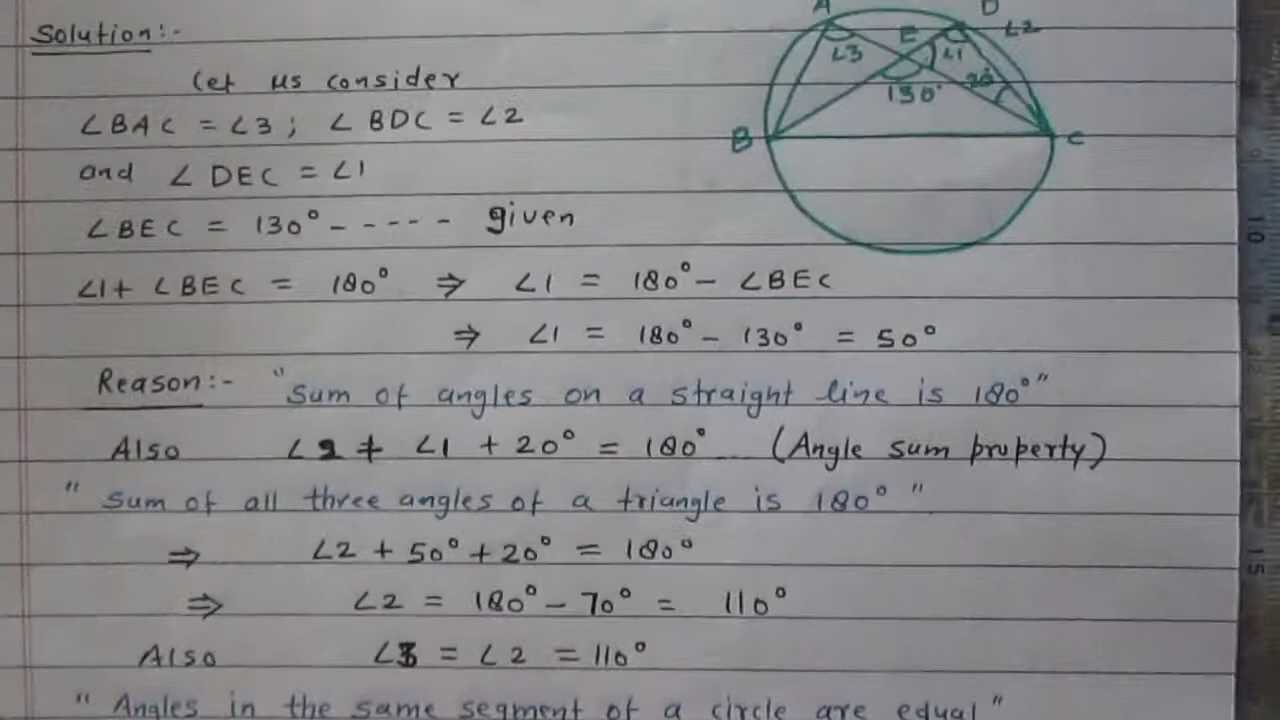 Solution:-
A D
E ∠2
∠3 ∠1
20°
130°
B C
Let us consider
∠BAC = ∠3 ; ∠BDC = ∠2
and ∠DEC = ∠1
∠BEC = 130° - - - - - given
∠1 + ∠BEC = 180° ⇒ ∠1 = 180° - ∠BEC
⇒ ∠1 = 180° - 130° = 50°
Reason:- "Sum of angles on a straight line is 180°"
Also ∠2 + ∠1 + 20° = 180° (Angle sum property)
" Sum of all three angles of a triangle is 180° "
⇒ ∠2 + 50° + 20° = 180°
⇒ ∠2 = 180° - 70° = 110°
Also ∠3 = ∠2 = 110°
" Angles in the same segment of a circle are equal "
10
15